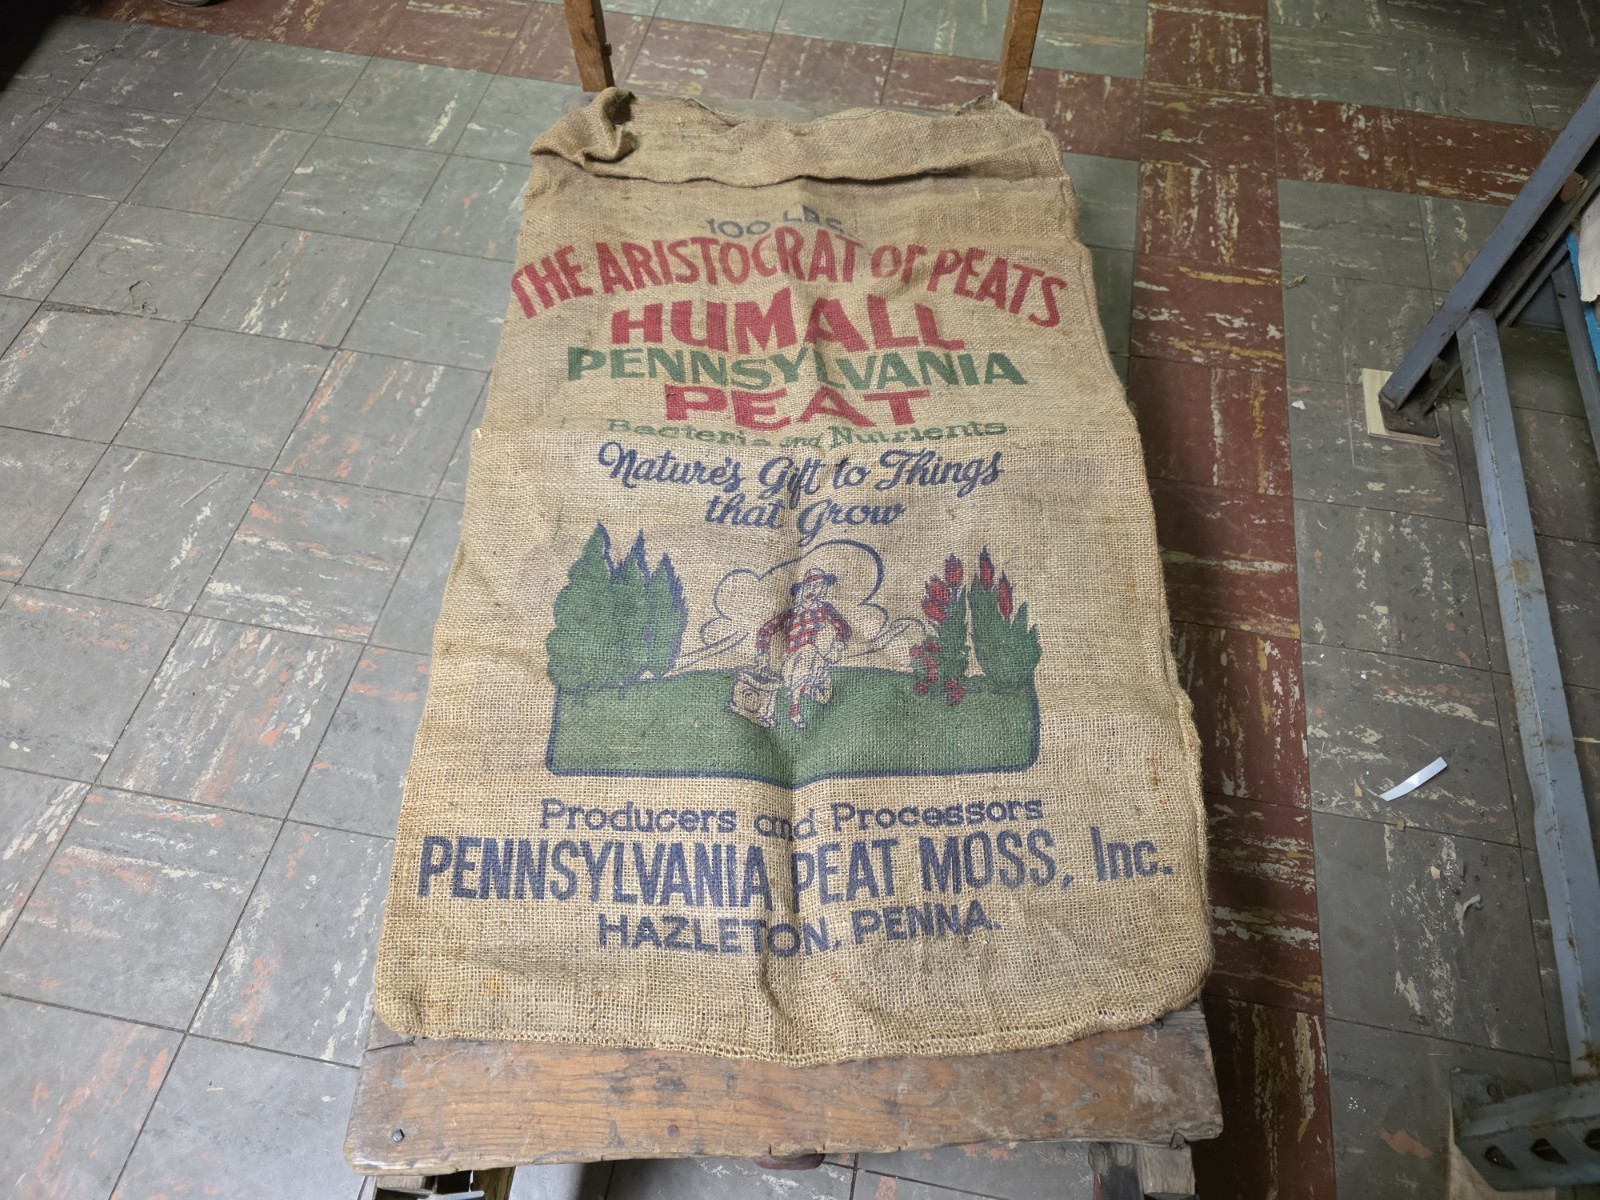 100 LBS
THE ARISTOCRAT OF PEATS
HUMALL
PENNSYLVANIA
PEAT
Bacteria and Nutrients
Nature's Gift to Things
that Grow
Producers and Processors
PENNSYLVANIA PEAT MOSS, Inc.
HAZLETON, PENNA.